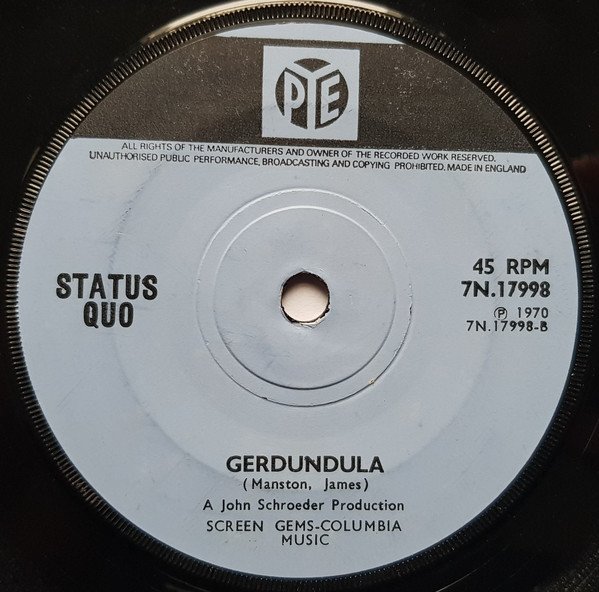 PYE
ALL RIGHTS OF THE MANUFACTURERS AND OWNER OF THE RECORDED WORK RESERVED.
UNAUTHORISED PUBLIC PERFORMANCE, BROADCASTING AND COPYING PROHIBITED. MADE IN ENGLAND
STATUS
QUO
45 RPM
7N.17998
Ⓟ 1970
7N.17998-B
GERDUNDULA
(Manston, James)
A John Schroeder Production
SCREEN GEMS-COLUMBIA
MUSIC